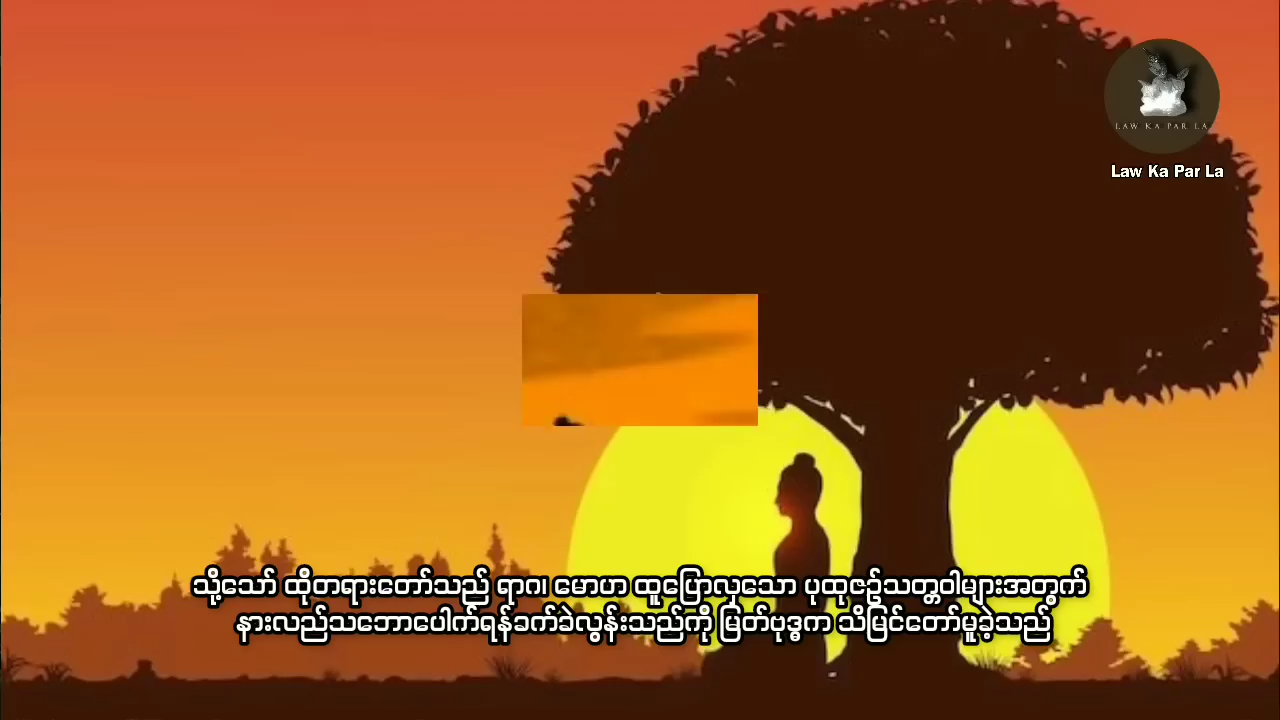 LAW KA PAR LA
Law Ka Par La
သို့သော် ထိုတရားတော်သည် ရာဂ၊ မောဟ ထူပြောလှသော ပုထုဇဉ်သတ္တဝါများအတွက်
နားလည်သဘောပေါက်ရန်ခက်ခဲလွန်းသည်ကို မြတ်ဗုဒ္ဓက သိမြင်တော်မူခဲ့သည်